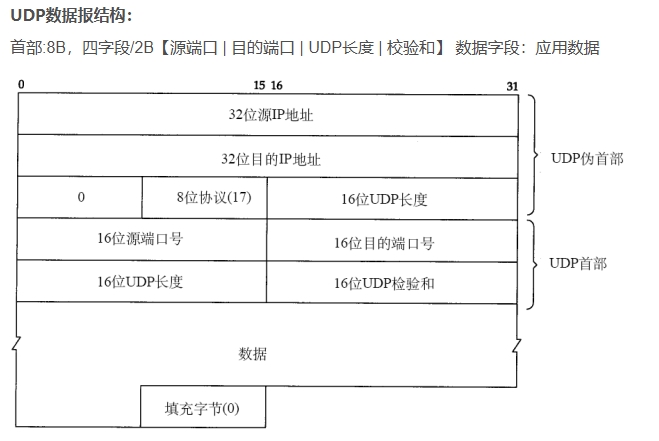 UDP数据报结构：
首部:8B，四字段/2B【源端口 | 目的端口 | UDP长度 | 校验和】 数据字段：应用数据
0 15 16 31
32位源IP地址
32位目的IP地址
UDP伪首部
0 8位协议(17) 16位UDP长度
16位源端口号 16位目的端口号
UDP首部
16位UDP长度 16位UDP检验和
数据
填充字节(0)